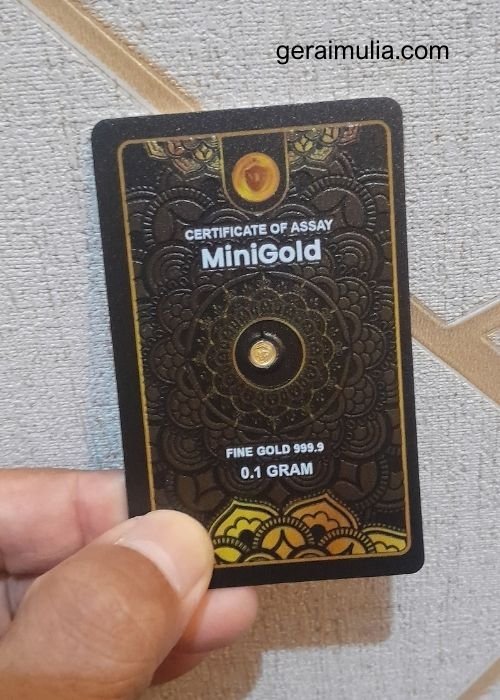 geraimulia.com
CERTIFICATE OF ASSAY
MiniGold
FINE GOLD 999.9
0.1 GRAM